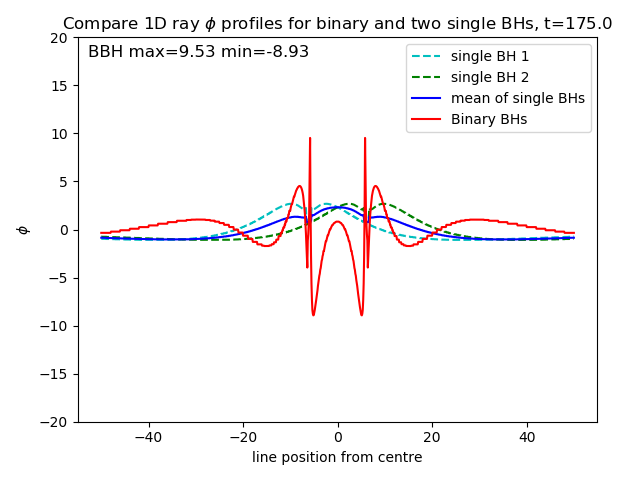 Compare 1D ray ϕ profiles for binary and two single BHs, t=175.0
BBH max=9.53 min=-8.93
single BH 1
single BH 2
mean of single BHs
Binary BHs
20
15
10
5
0
−5
−10
−15
−20
ϕ
−40
−20
0
20
40
line position from centre